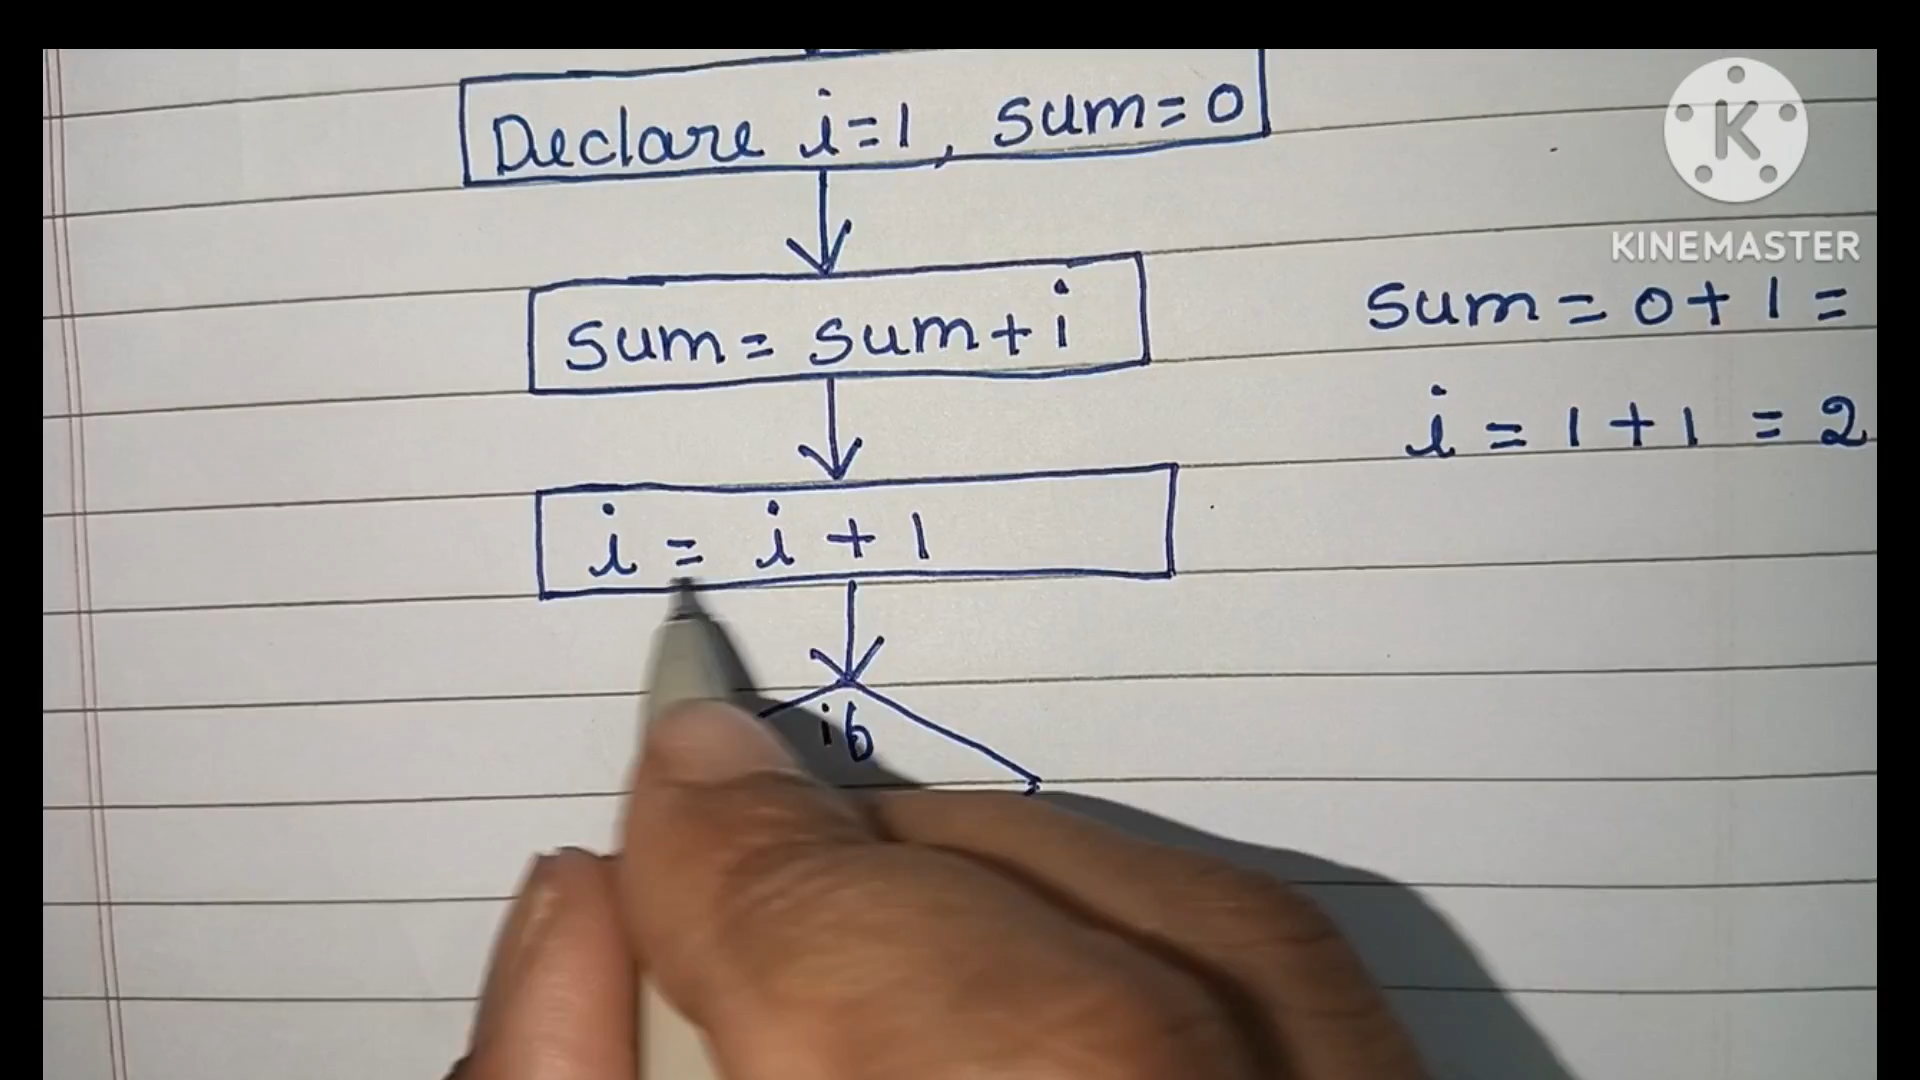 Declare i=1, sum=0
K
KINEMASTER
sum = sum + i
sum = 0 + 1 =
i = 1 + 1 = 2
i = i + 1
if